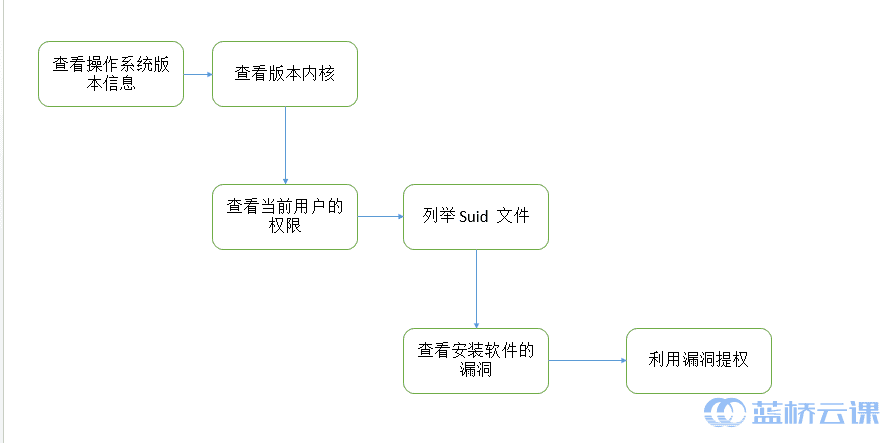 查看操作系统版
本信息
查看版本内核
查看当前用户的
权限
列举 Suid 文件
查看安装软件的
漏洞
利用漏洞提权
蓝桥云课